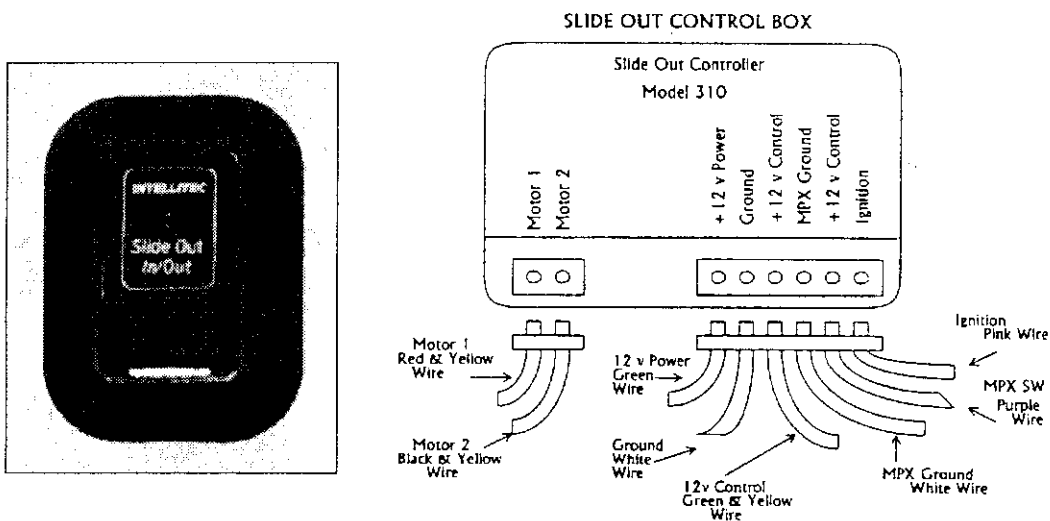 INTELLITEC
Slide Out
In/Out
SLIDE OUT CONTROL BOX
Slide Out Controller
Model 310
Motor 1
Motor 2
+ 12 v Power
Ground
+ 12 v Control
MPX Ground
+ 12 v Control
Ignition
Motor 1
Red & Yellow
Wire
Motor 2
Black & Yellow
Wire
12 v Power
Green
Wire
Ground
White
Wire
12v Control
Green & Yellow
Wire
Ignition
Pink Wire
MPX SW
Purple
Wire
MPX Ground
White Wire